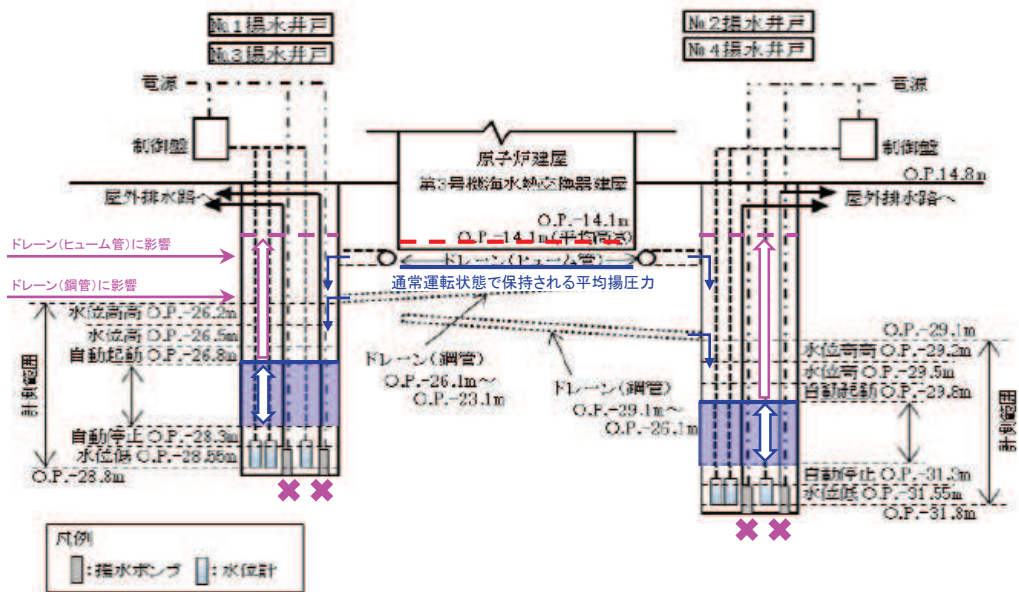 №1揚水井戸
№3揚水井戸
№2揚水井戸
№4揚水井戸
電源
電源
制御盤
制御盤
原子炉建屋
第3号機海水熱交換器建屋
O.P.14.8m
屋外排水路へ
屋外排水路へ
O.P.-14.1m
O.P.-14.1m(平均高さ)
ドレーン(ヒューム管)に影響
ドレーン(ヒューム管)
通常運転状態で保持される平均揚圧力
ドレーン(鋼管)に影響
水位高高 O.P.-26.2m
水位高 O.P.-26.5m
自動起動 O.P.-26.8m
計測範囲
自動停止 O.P.-28.3m
水位低 O.P.-28.55m
O.P.-28.8m
ドレーン(鋼管)
O.P.-26.1m～
O.P.-23.1m
ドレーン(鋼管)
O.P.-29.1m～
O.P.-26.1m
O.P.-29.1m
水位高高 O.P.-29.2m
水位高 O.P.-29.5m
自動起動 O.P.-29.8m
計測範囲
自動停止 O.P.-31.3m
水位低 O.P.-31.55m
O.P.-31.8m
凡例
:揚水ポンプ :水位計